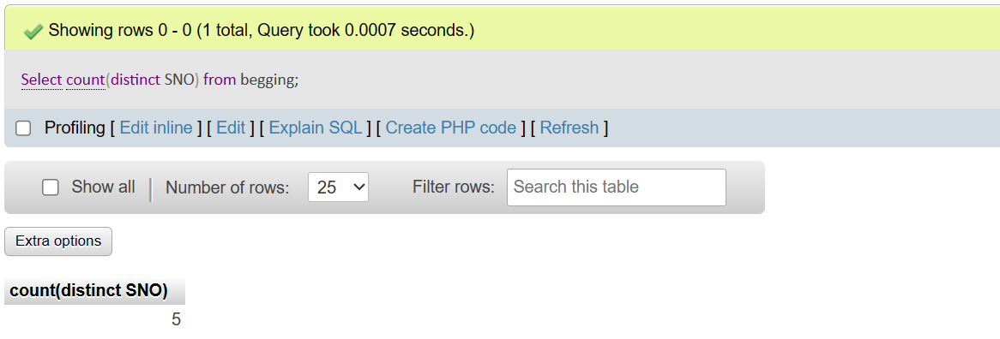 Showing rows 0 - 0 (1 total, Query took 0.0007 seconds.)
Select count(distinct SNO) from begging;
Profiling [ Edit inline ] [ Edit ] [ Explain SQL ] [ Create PHP code ] [ Refresh ]
Show all | Number of rows: 25 Filter rows: Search this table
Extra options
count(distinct SNO)
5